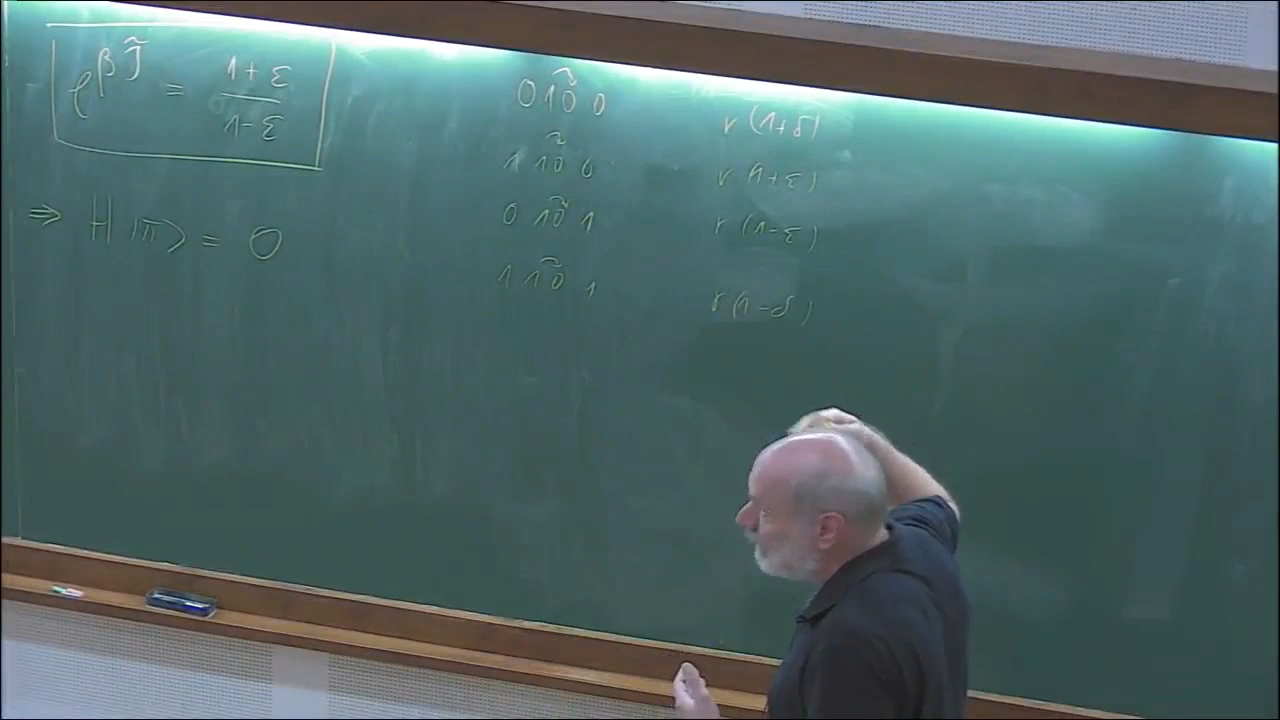 e^{βJ̃} = (1+ε)/(1-ε)
⇒ H|π⟩ = 0
0 1 0 0 r (1+δ)
1 1 0 0 r (1+ε)
0 1 0 1 r (1-ε)
1 1 0 1 r (1-δ)